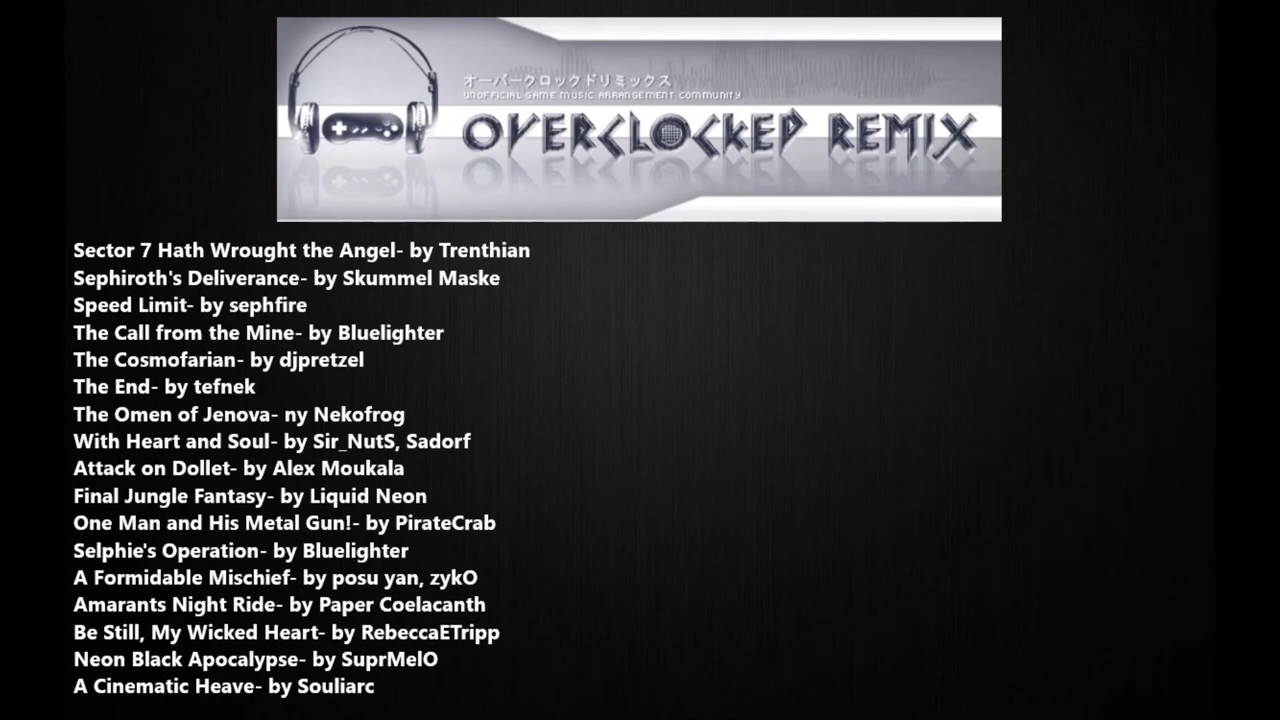 オーバークロックドリミックス
UNOFFICIAL GAME MUSIC ARRANGEMENT COMMUNITY
OVERCLOCKED REMIX
Sector 7 Hath Wrought the Angel- by Trenthian
Sephiroth's Deliverance- by Skummel Maske
Speed Limit- by sephfire
The Call from the Mine- by Bluelighter
The Cosmofarian- by djpretzel
The End- by tefnek
The Omen of Jenova- ny Nekofrog
With Heart and Soul- by Sir_NutS, Sadorf
Attack on Dollet- by Alex Moukala
Final Jungle Fantasy- by Liquid Neon
One Man and His Metal Gun!- by PirateCrab
Selphie's Operation- by Bluelighter
A Formidable Mischief- by posu yan, zykO
Amarants Night Ride- by Paper Coelacanth
Be Still, My Wicked Heart- by RebeccaETripp
Neon Black Apocalypse- by SuprMelO
A Cinematic Heave- by Souliarc